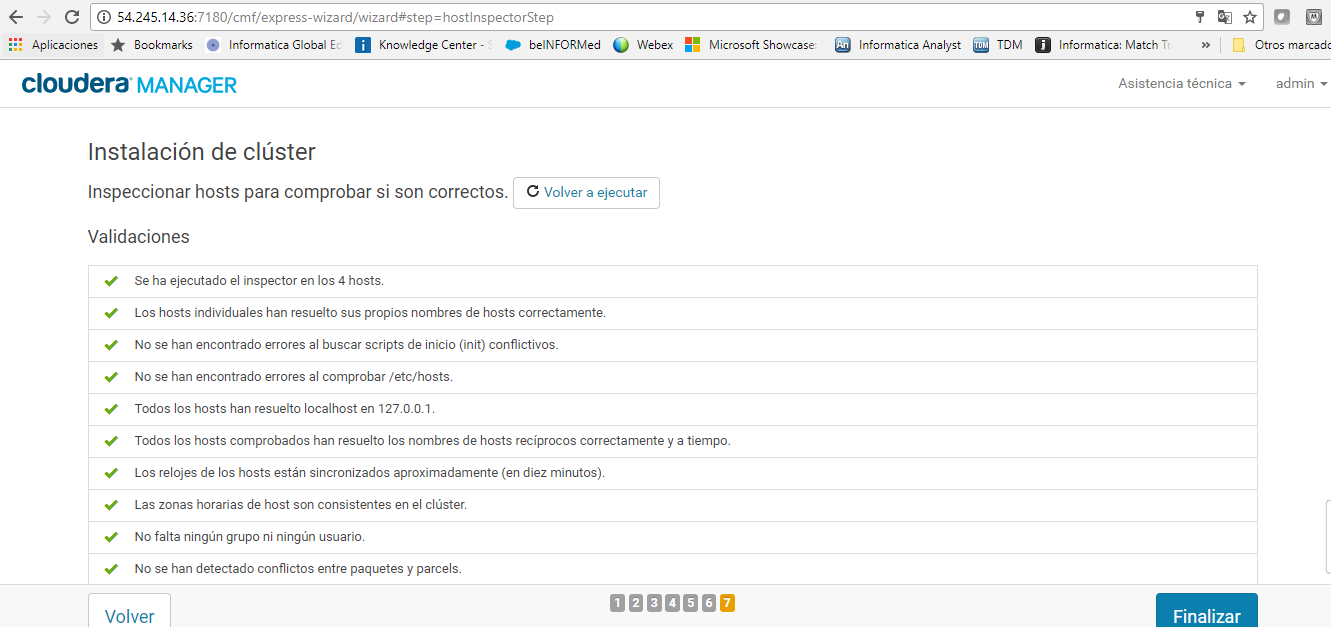 54.245.14.36:7180/cmf/express-wizard/wizard#step=hostInspectorStep
Aplicaciones Bookmarks Informatica Global Ed Knowledge Center - S beINFORMed Webex Microsoft Showcase: An Informatica Analyst TDM TDM Informatica: Match Tr » Otros marcado
cloudera MANAGER
Asistencia técnica admin
Instalación de clúster
Inspeccionar hosts para comprobar si son correctos. Volver a ejecutar
Validaciones
Se ha ejecutado el inspector en los 4 hosts.
Los hosts individuales han resuelto sus propios nombres de hosts correctamente.
No se han encontrado errores al buscar scripts de inicio (init) conflictivos.
No se han encontrado errores al comprobar /etc/hosts.
Todos los hosts han resuelto localhost en 127.0.0.1.
Todos los hosts comprobados han resuelto los nombres de hosts recíprocos correctamente y a tiempo.
Los relojes de los hosts están sincronizados aproximadamente (en diez minutos).
Las zonas horarias de host son consistentes en el clúster.
No falta ningún grupo ni ningún usuario.
No se han detectado conflictos entre paquetes y parcels.
Volver 1 2 3 4 5 6 7 Finalizar